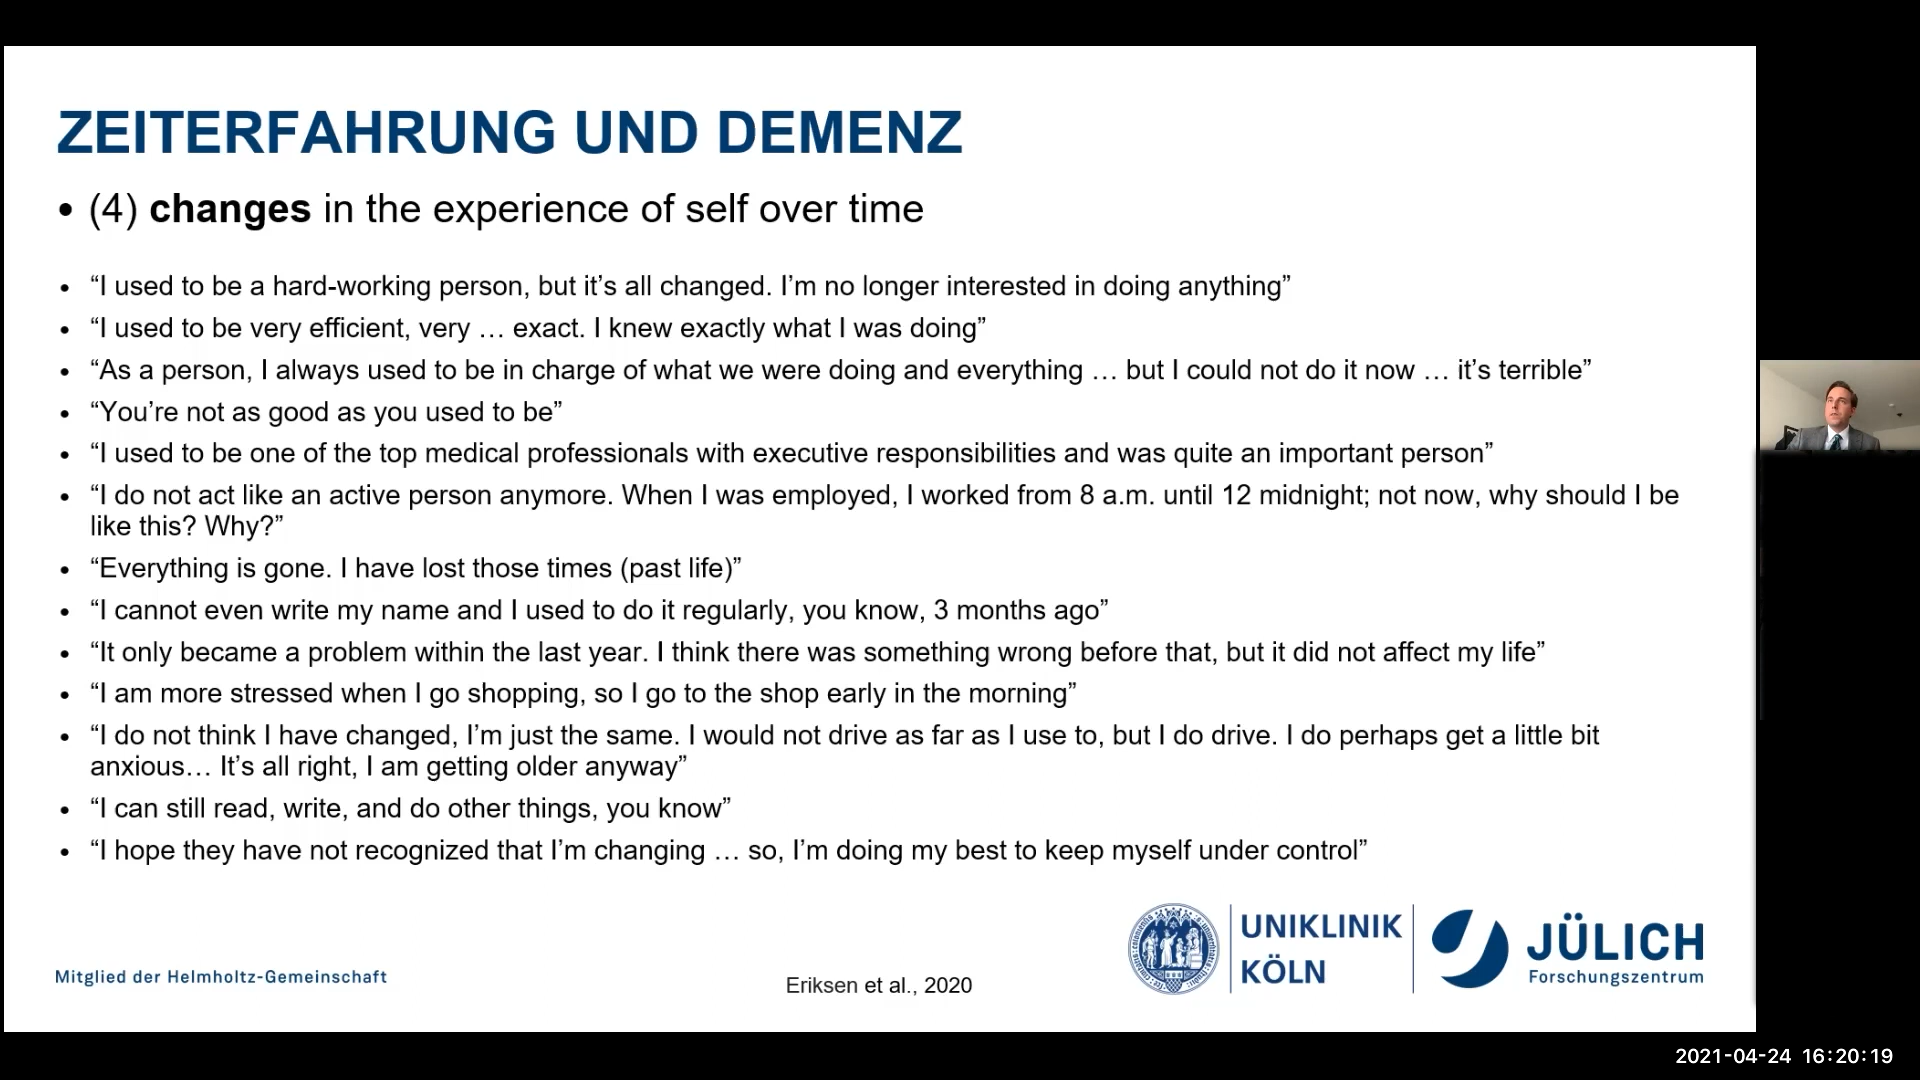 ZEITERFAHRUNG UND DEMENZ
• (4) changes in the experience of self over time
• “I used to be a hard-working person, but it’s all changed. I’m no longer interested in doing anything”
• “I used to be very efficient, very … exact. I knew exactly what I was doing”
• “As a person, I always used to be in charge of what we were doing and everything … but I could not do it now … it’s terrible”
• “You’re not as good as you used to be”
• “I used to be one of the top medical professionals with executive responsibilities and was quite an important person”
• “I do not act like an active person anymore. When I was employed, I worked from 8 a.m. until 12 midnight; not now, why should I be
like this? Why?”
• “Everything is gone. I have lost those times (past life)”
• “I cannot even write my name and I used to do it regularly, you know, 3 months ago”
• “It only became a problem within the last year. I think there was something wrong before that, but it did not affect my life”
• “I am more stressed when I go shopping, so I go to the shop early in the morning”
• “I do not think I have changed, I’m just the same. I would not drive as far as I use to, but I do drive. I do perhaps get a little bit
anxious… It’s all right, I am getting older anyway”
• “I can still read, write, and do other things, you know”
• “I hope they have not recognized that I’m changing … so, I’m doing my best to keep myself under control”
Mitglied der Helmholtz-Gemeinschaft
Eriksen et al., 2020
UNIKLINIK
KÖLN
JÜLICH
Forschungszentrum
2021-04-24 16:20:19